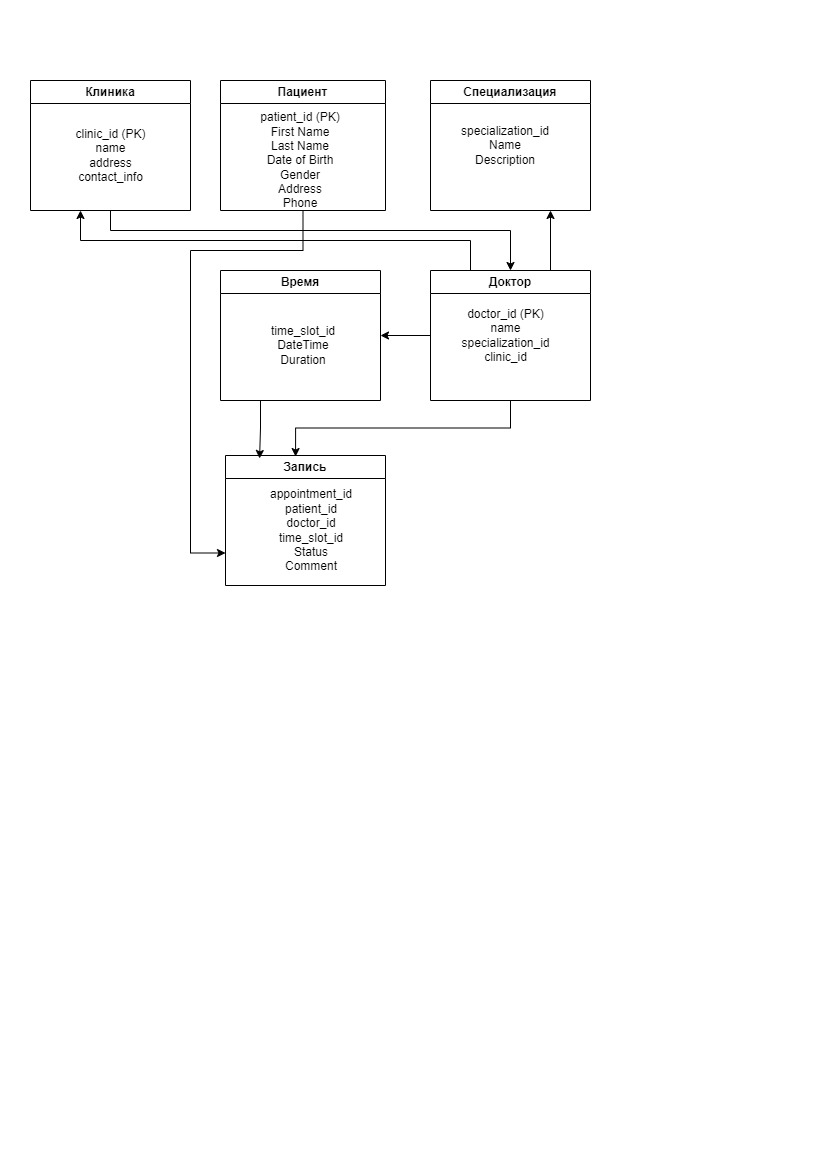 Клиника
clinic_id (PK)
name
address
contact_info
Пациент
patient_id (PK)
First Name
Last Name
Date of Birth
Gender
Address
Phone
Специализация
specialization_id
Name
Description
Время
time_slot_id
DateTime
Duration
Доктор
doctor_id (PK)
name
specialization_id
clinic_id
Запись
appointment_id
patient_id
doctor_id
time_slot_id
Status
Comment